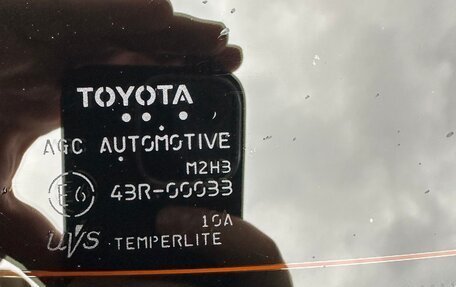 TOYOTA
AGC AUTOMOTIVE
M2H3
E6 43R-00033
10A
UVS TEMPERLITE